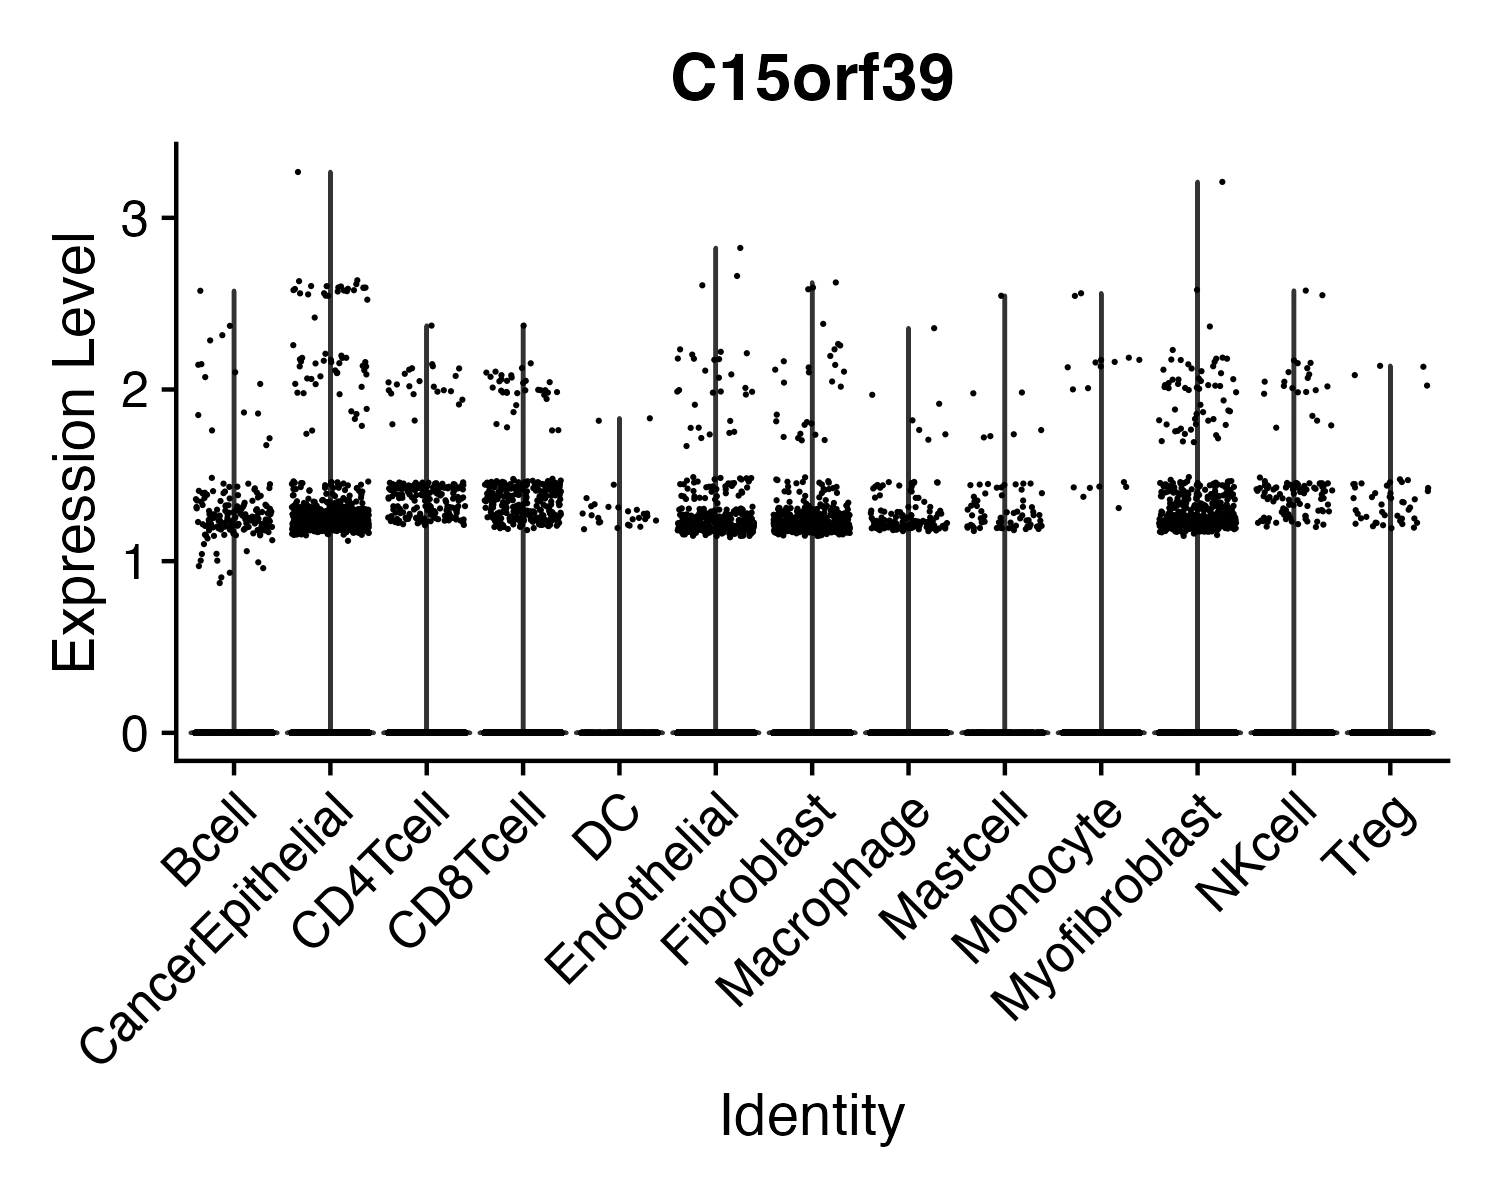 C15orf39
Expression Level
3
2
1
0
Bcell
CancerEpithelial
CD4Tcell
CD8Tcell
DC
Endothelial
Fibroblast
Macrophage
Mastcell
Monocyte
Myofibroblast
NKcell
Treg
Identity